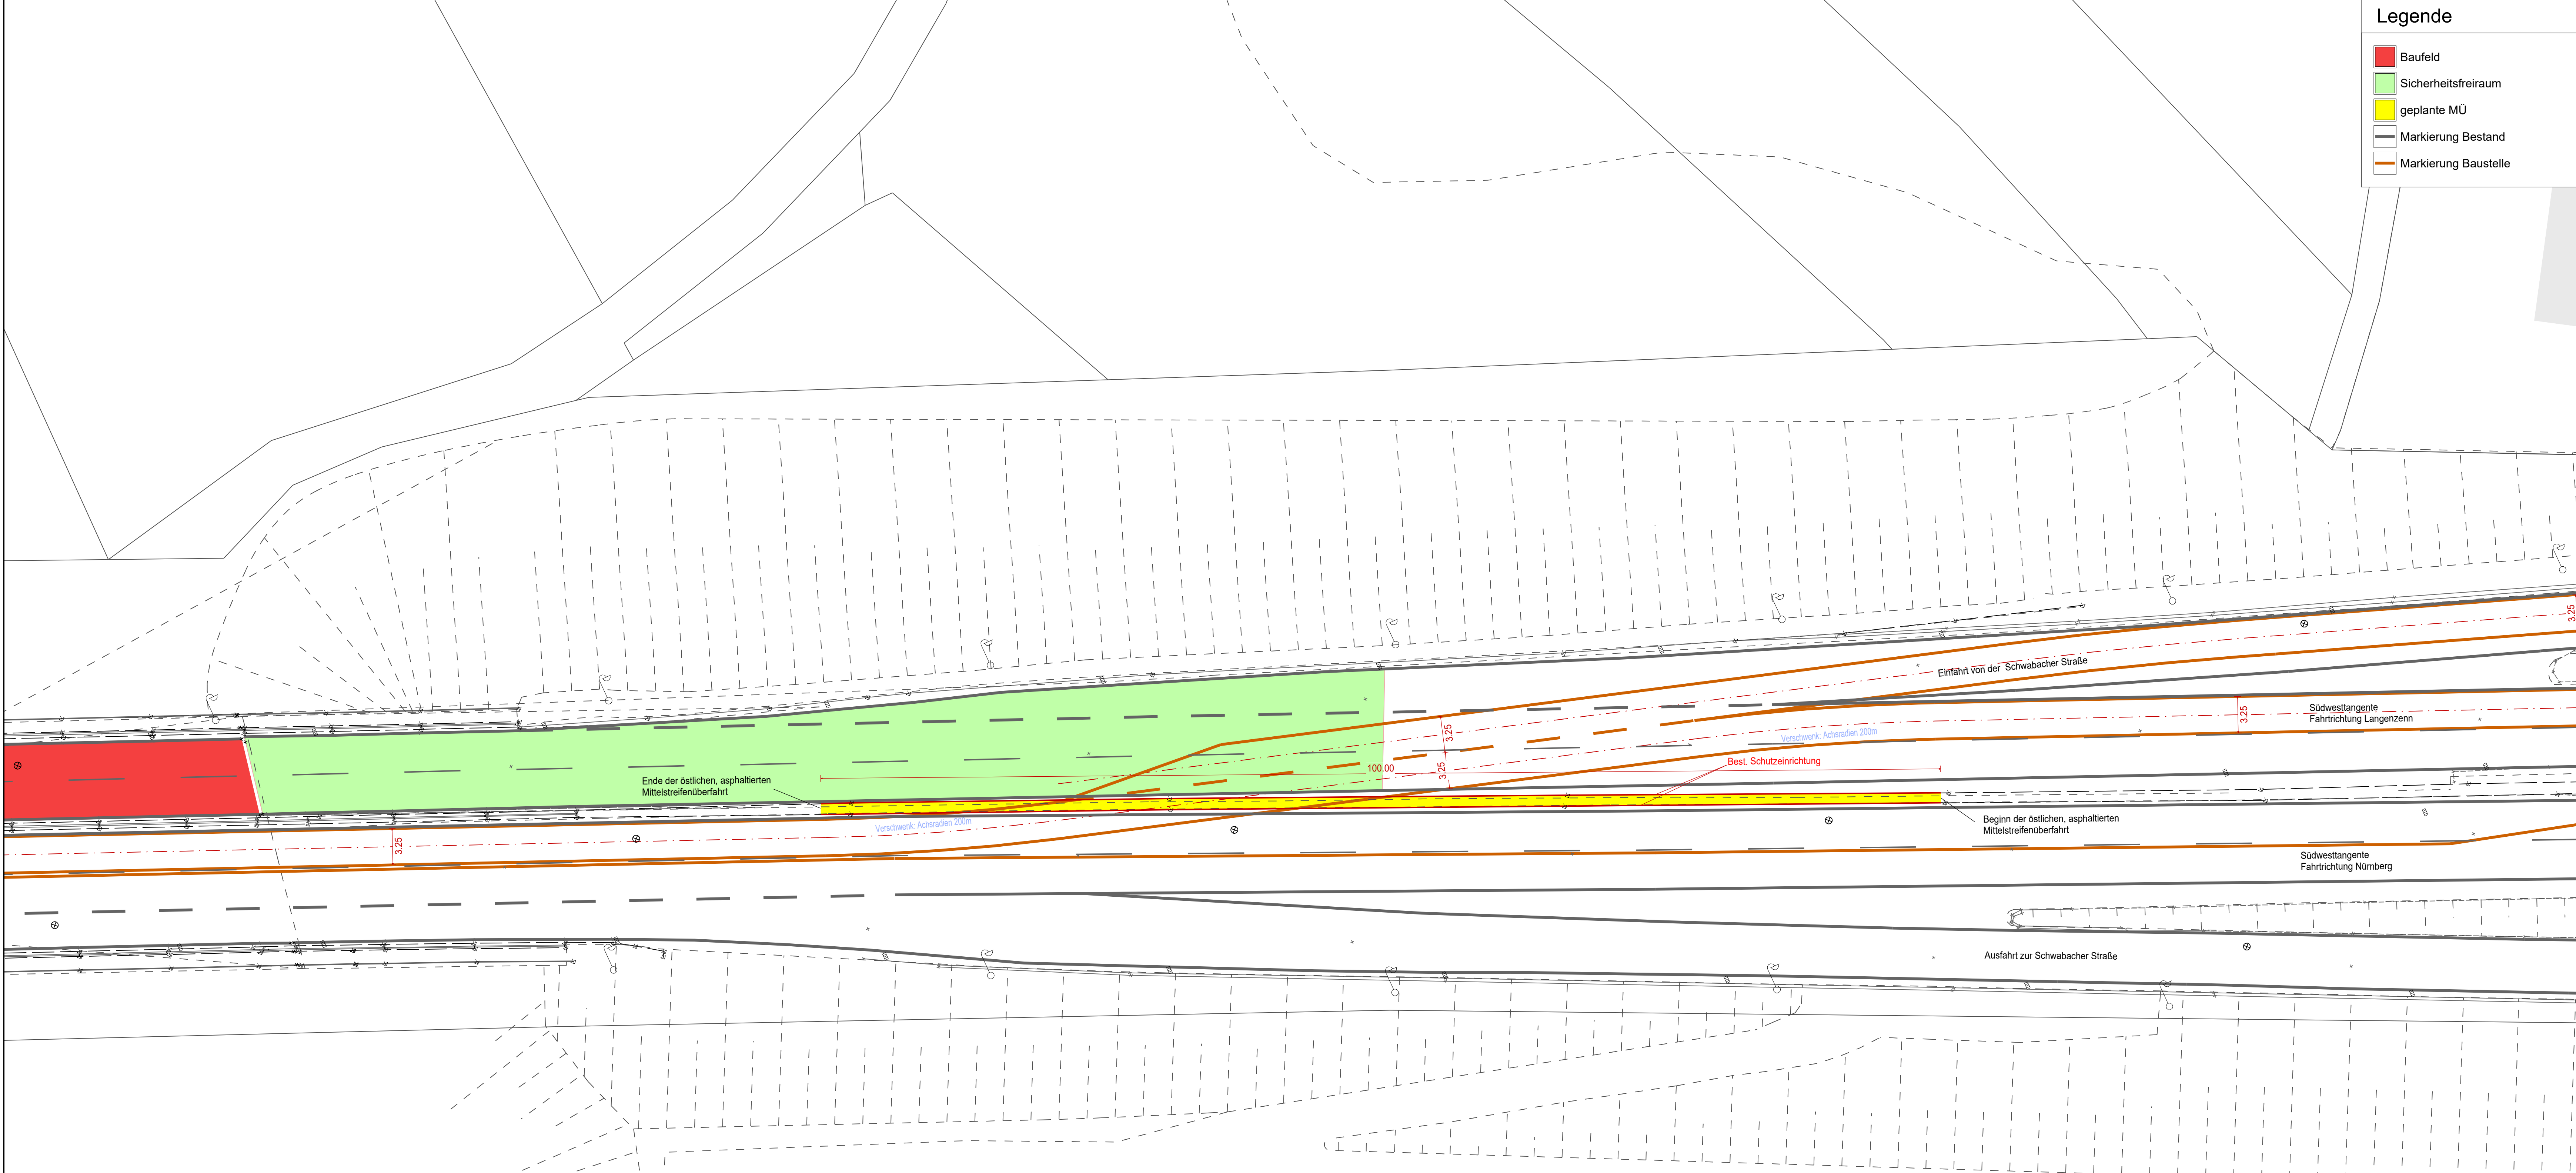 Legende
Baufeld
Sicherheitsfreiraum
geplante MÜ
Markierung Bestand
Markierung Baustelle
3.25
Einfahrt von der Schwabacher Straße
Südwesttangente
Fahrtrichtung Langenzenn
3.25
3.25
3.25
Verschwenk: Achsradien 200m
Best. Schutzeinrichtung
100.00
Ende der östlichen, asphaltierten
Mittelstreifenüberfahrt
Verschwenk: Achsradien 200m
3.25
Beginn der östlichen, asphaltierten
Mittelstreifenüberfahrt
Südwesttangente
Fahrtrichtung Nürnberg
Ausfahrt zur Schwabacher Straße